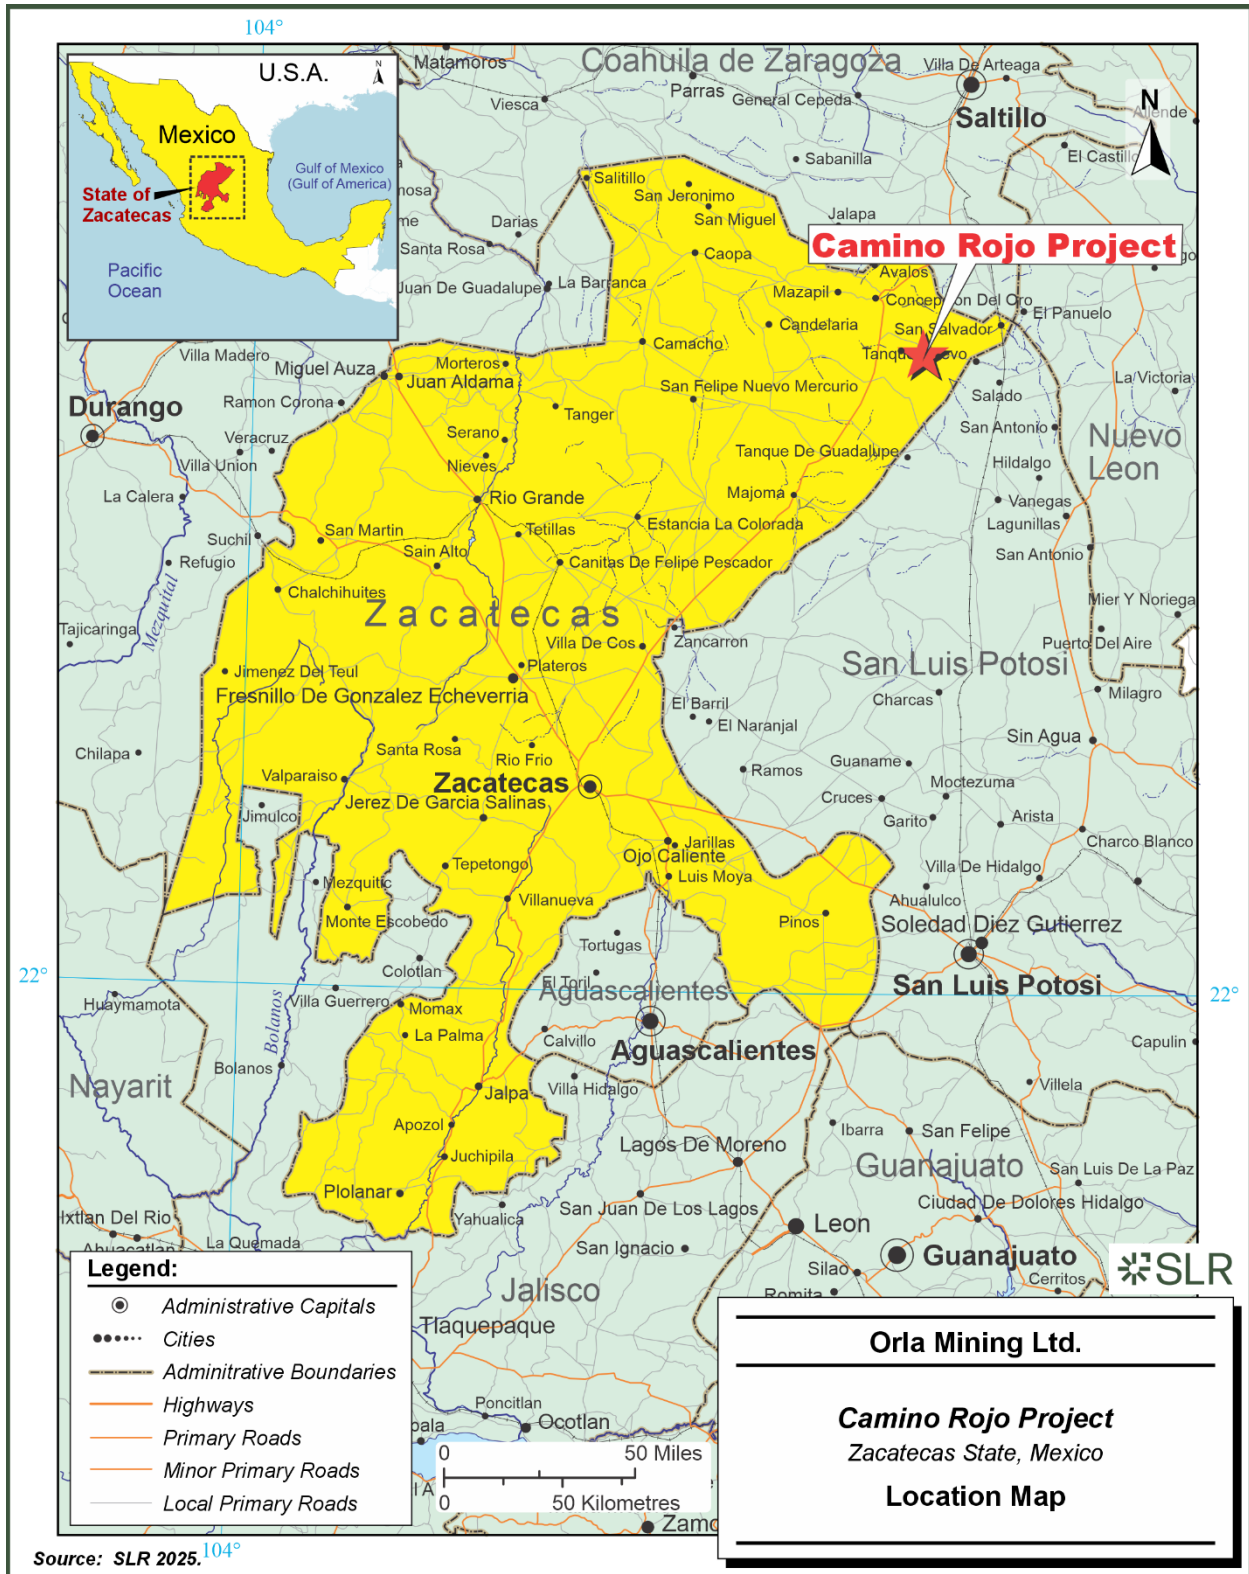 104°
U.S.A.
N
Mexico
Gulf of Mexico
(Gulf of America)
State of
Zacatecas
Pacific
Ocean
Matamoros
Coahuila de Zaragoza
Parras
Viesca
General Cepeda
Villa De Arteaga
Saltillo
N
Allende
El Castillo
Sabanilla
Salitillo
San Jeronimo
San Miguel
Jalapa
Darias
Santa Rosa
Caopa
Camino Rojo Project
Avalos
Juan De Guadalupe
La Barranca
Mazapil
Concepcion Del Oro
El Panuelo
Candelaria
San Salvador
Camacho
Tanque Nuevo
Villa Madero
Miguel Auza
Morteros
Juan Aldama
San Felipe Nuevo Mercurio
Salado
La Victoria
Durango
Ramon Corona
Tanger
San Antonio
Nuevo
Leon
Veracruz
Villa Union
Serano
Nieves
Tanque De Guadalupe
Hildalgo
La Calera
Rio Grande
Majoma
Vanegas
Lagunillas
Suchil
San Martin
Tetillas
Estancia La Colorada
San Antonio
Refugio
Sain Alto
Canitas De Felipe Pescador
Chalchihuites
Mezquital
Zacatecas
Mier Y Noriega
Tajicaringa
Villa De Cos
Zancarron
Puerto Del Aire
San Luis Potosi
Jimenez Del Teul
Plateros
Fresnillo De Gonzalez Echeverria
Charcas
Milagro
El Barril
El Naranjal
Sin Agua
Chilapa
Santa Rosa
Rio Frio
Valparaiso
Zacatecas
Ramos
Guaname
Moctezuma
Jerez De Garcia Salinas
Cruces
Jimulco
Garito
Arista
Charco Blanco
Jarillas
Ojo Caliente
Tepetongo
Luis Moya
Villa De Hidalgo
Mezquitic
Ahualulco
Monte Escobedo
Villanueva
Pinos
Soledad Diez Gutierrez
Tortugas
Colotlan
22°
El Toril
San Luis Potosi
22°
Huaynamota
Villa Guerrero
Aguascalientes
Momax
Bolanos
La Palma
Calvillo
Aguascalientes
Capulin
Nayarit
Bolanos
Villa Hidalgo
Villela
Jalpa
Apozol
Ibarra
San Felipe
Juchipila
Lagos De Moreno
Guanajuato
San Luis De La Paz
Plolanar
Ciudad De Dolores Hidalgo
Ixtlan Del Rio
Yahualica
San Juan De Los Lagos
Leon
Ahuacatlan
La Quemada
San Ignacio
Guanajuato
Silao
SLR
Cerritos
Jalisco
Romita
Tlaquepaque
Poncitlan
Ocotlan
Legend:
Administrative Capitals
Cities
Adminitrative Boundaries
Highways
Primary Roads
Minor Primary Roads
Local Primary Roads
0 50 Miles
0 50 Kilometres
Orla Mining Ltd.
Camino Rojo Project
Zacatecas State, Mexico
Location Map
Source: SLR 2025.
104°